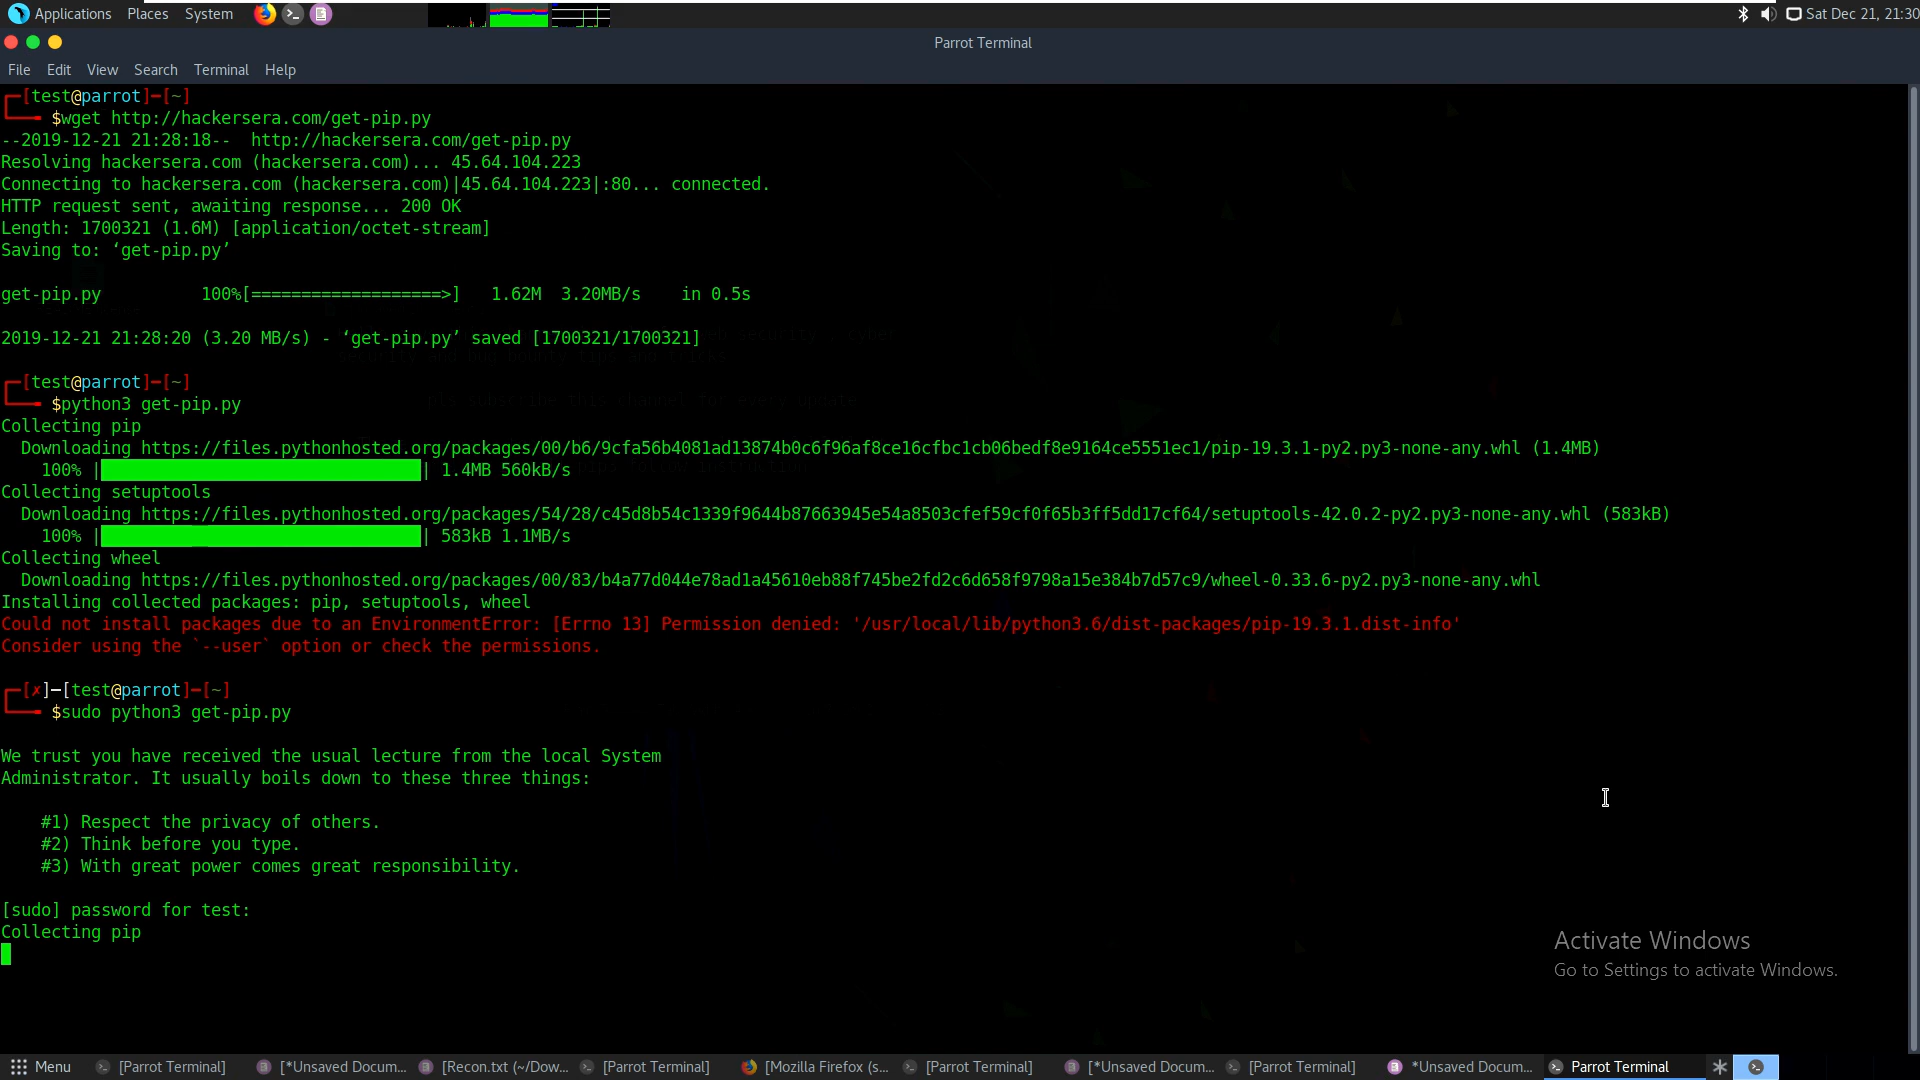 Applications Places System Sat Dec 21, 21:30
Parrot Terminal
File Edit View Search Terminal Help
[test@parrot]─[~]
$wget http://hackersera.com/get-pip.py
--2019-12-21 21:28:18-- http://hackersera.com/get-pip.py
Resolving hackersera.com (hackersera.com)... 45.64.104.223
Connecting to hackersera.com (hackersera.com)|45.64.104.223|:80... connected.
HTTP request sent, awaiting response... 200 OK
Length: 1700321 (1.6M) [application/octet-stream]
Saving to: ‘get-pip.py’
get-pip.py 100%[===================>] 1.62M 3.20MB/s in 0.5s
2019-12-21 21:28:20 (3.20 MB/s) - ‘get-pip.py’ saved [1700321/1700321]
[test@parrot]─[~]
$python3 get-pip.py
Collecting pip
Downloading https://files.pythonhosted.org/packages/00/b6/9cfa56b4081ad13874b0c6f96af8ce16cfbc1cb06bedf8e9164ce5551ec1/pip-19.3.1-py2.py3-none-any.whl (1.4MB)
100% | | 1.4MB 560kB/s
Collecting setuptools
Downloading https://files.pythonhosted.org/packages/54/28/c45d8b54c1339f9644b87663945e54a8503cfef59cf0f65b3ff5dd17cf64/setuptools-42.0.2-py2.py3-none-any.whl (583kB)
100% | | 583kB 1.1MB/s
Collecting wheel
Downloading https://files.pythonhosted.org/packages/00/83/b4a77d044e78ad1a45610eb88f745be2fd2c6d658f9798a15e384b7d57c9/wheel-0.33.6-py2.py3-none-any.whl
Installing collected packages: pip, setuptools, wheel
Could not install packages due to an EnvironmentError: [Errno 13] Permission denied: '/usr/local/lib/python3.6/dist-packages/pip-19.3.1.dist-info'
Consider using the `--user` option or check the permissions.
[✗]─[test@parrot]─[~]
$sudo python3 get-pip.py
We trust you have received the usual lecture from the local System
Administrator. It usually boils down to these three things:
#1) Respect the privacy of others.
#2) Think before you type.
#3) With great power comes great responsibility.
[sudo] password for test:
Collecting pip
Activate Windows
Go to Settings to activate Windows.
Menu [Parrot Terminal] [*Unsaved Docum... [Recon.txt (~/Dow... [Parrot Terminal] [Mozilla Firefox (s... [Parrot Terminal] [*Unsaved Docum... [Parrot Terminal] *Unsaved Docum... Parrot Terminal